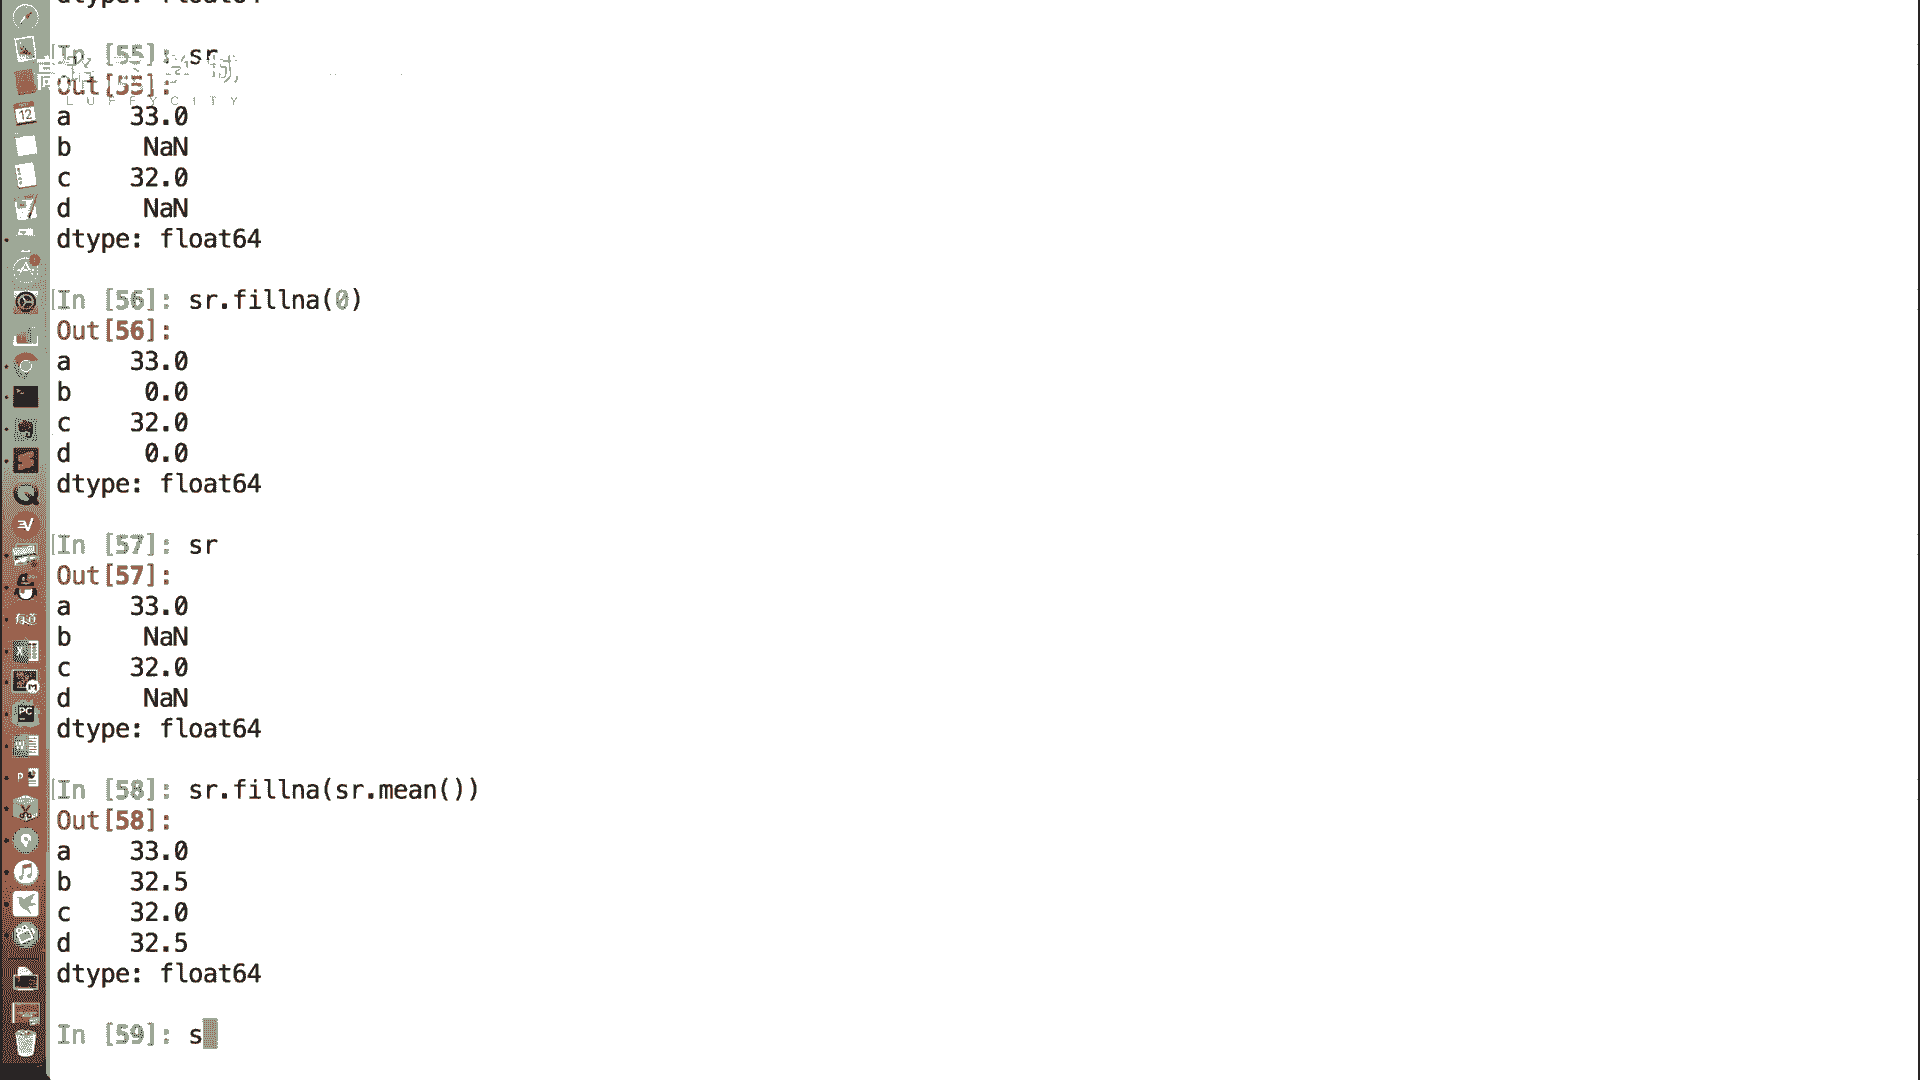 dtype: float64
In [55]: sr
Out[55]:
LUFFYCITY
a     33.0
b      NaN
c     32.0
d      NaN
dtype: float64
In [56]: sr.fillna(0)
Out[56]:
a     33.0
b      0.0
c     32.0
d      0.0
dtype: float64
In [57]: sr
Out[57]:
a     33.0
b      NaN
c     32.0
d      NaN
dtype: float64
In [58]: sr.fillna(sr.mean())
Out[58]:
a     33.0
b     32.5
c     32.0
d     32.5
dtype: float64
In [59]: s